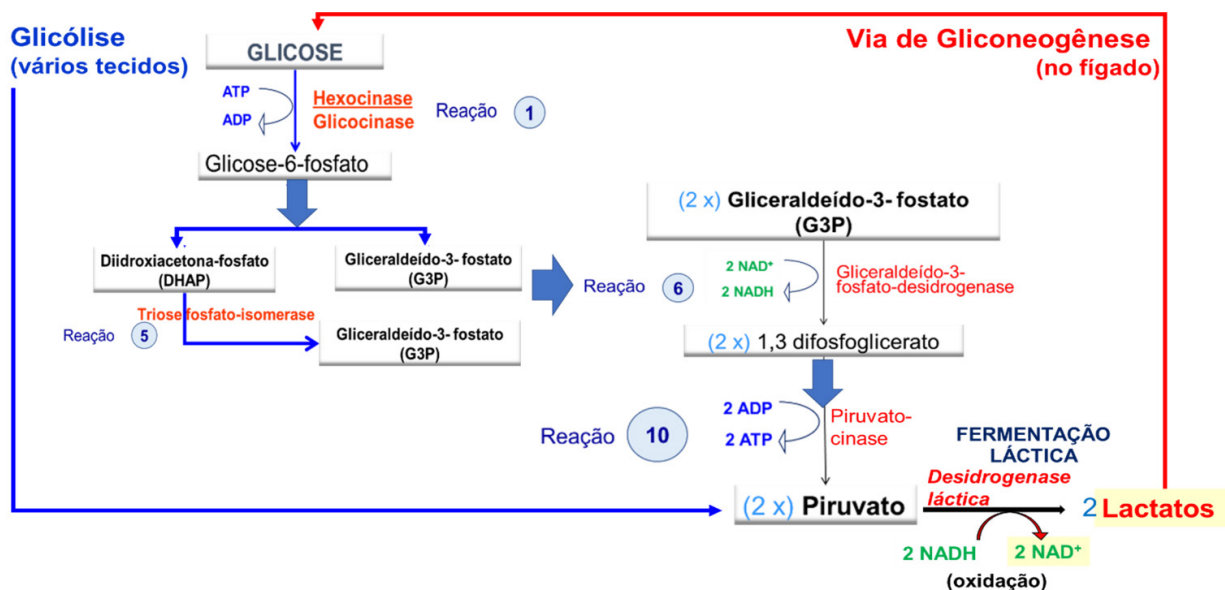 Glicólise
(vários tecidos)
GLICOSE
Via de Gliconeogênese
(no fígado)
ATP
ADP
Hexocinase
Glicocinase
Reação 1
Glicose-6-fosfato
Diidroxiacetona-fosfato
(DHAP)
Gliceraldeído-3- fostato
(G3P)
Triose fosfato-isomerase
Reação 5
Gliceraldeído-3- fostato
(G3P)
(2 x) Gliceraldeído-3- fostato
(G3P)
Reação 6
2 NAD⁺
2 NADH
Gliceraldeído-3-
fosfato-desidrogenase
(2 x) 1,3 difosfoglicerato
Reação 10
2 ADP
2 ATP
Piruvato-
cinase
(2 x) Piruvato
FERMENTAÇÃO
LÁCTICA
Desidrogenase
láctica
2 Lactatos
2 NADH
2 NAD⁺
(oxidação)